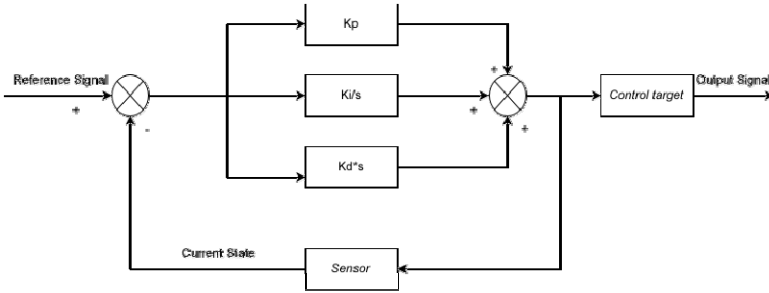 Kp
Reference Signal
+
-
Ki/s
+
+
+
Control target
Output Signal
Kd*s
Current State
Sensor